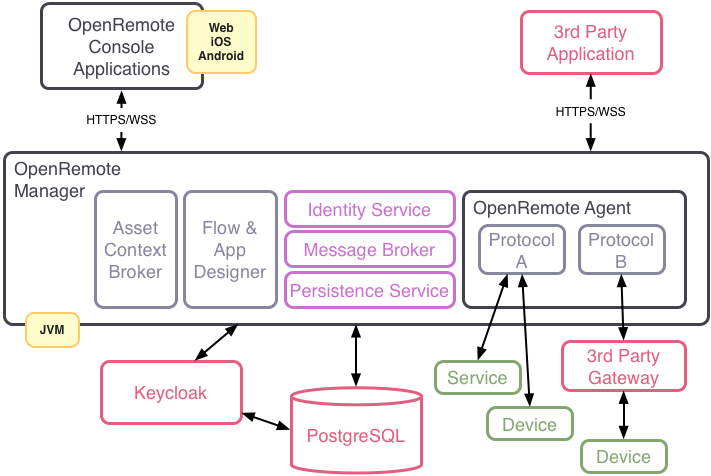 OpenRemote
Console
Applications
Web
iOS
Android
3rd Party
Application
HTTPS/WSS
HTTPS/WSS
OpenRemote
Manager
Asset
Context
Broker
Flow &
App
Designer
Identity Service
Message Broker
Persistence Service
OpenRemote Agent
Protocol
A
Protocol
B
JVM
Keycloak
PostgreSQL
Service
Device
3rd Party
Gateway
Device